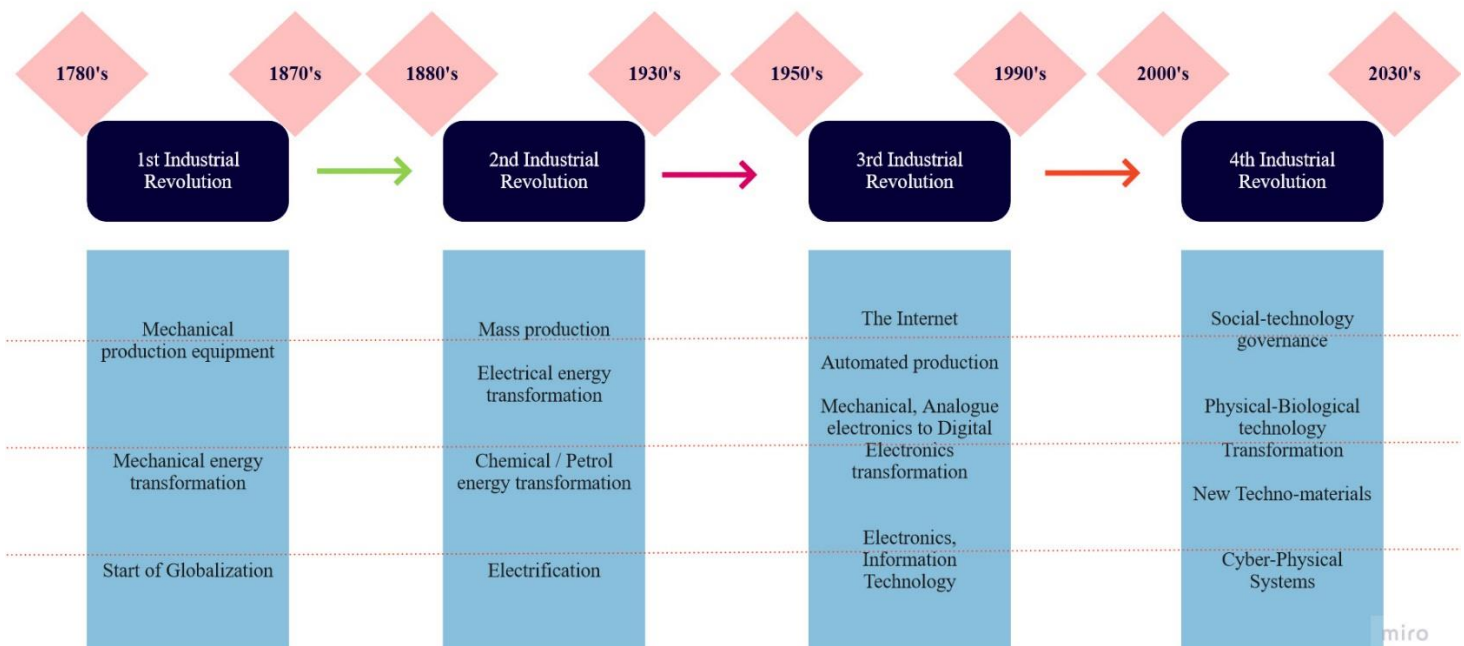 1780's
1870's
1880's
1930's
1950's
1990's
2000's
2030's
1st Industrial
Revolution
2nd Industrial
Revolution
3rd Industrial
Revolution
4th Industrial
Revolution
Mechanical
production equipment
Mechanical energy
transformation
Start of Globalization
Mass production
Electrical energy
transformation
Chemical / Petrol
energy transformation
Electrification
The Internet
Automated production
Mechanical, Analogue
electronics to Digital
Electronics
transformation
Electronics,
Information
Technology
Social-technology
governance
Physical-Biological
technology
Transformation
New Techno-materials
Cyber-Physical
Systems
miro